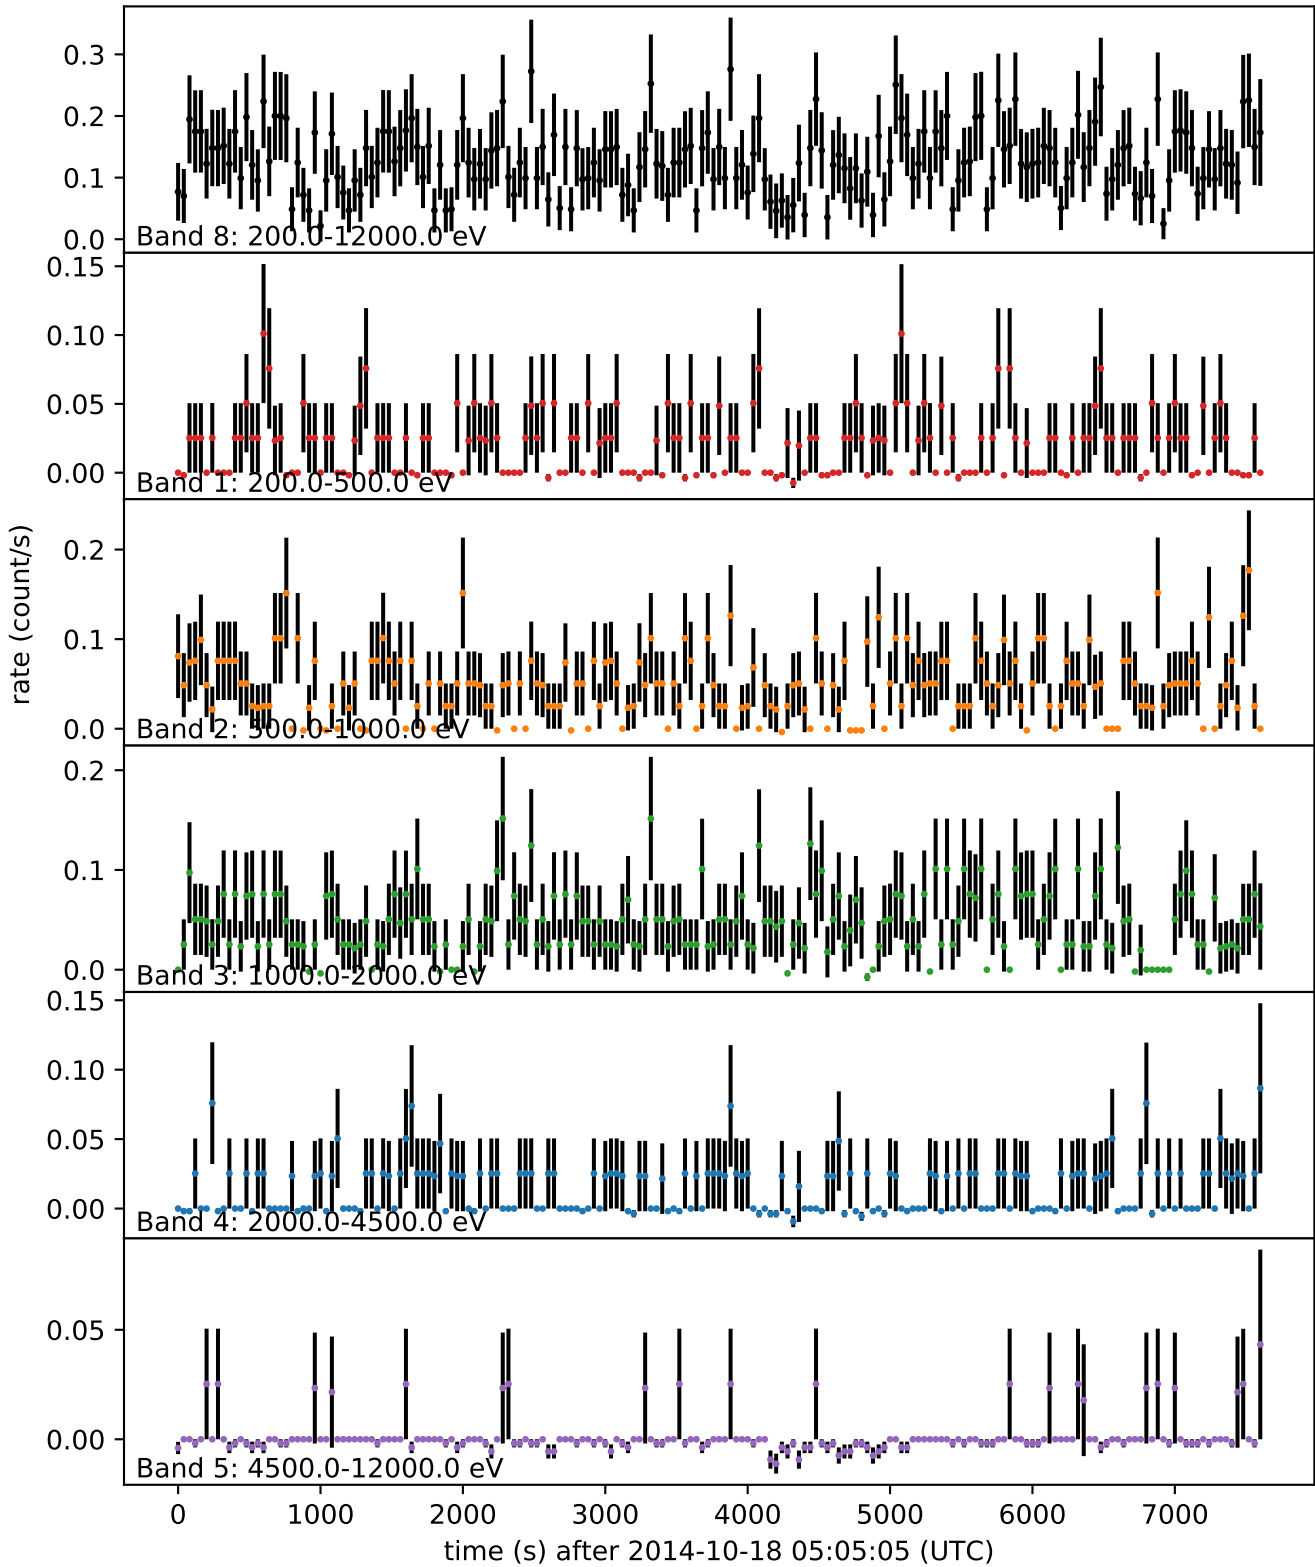 0.3
0.2
0.1
0.0
Band 8: 200.0-12000.0 eV
0.15
0.10
0.05
0.00
Band 1: 200.0-500.0 eV
0.2
0.1
0.0
Band 2: 500.0-1000.0 eV
rate (count/s)
0.2
0.1
0.0
Band 3: 1000.0-2000.0 eV
0.15
0.10
0.05
0.00
Band 4: 2000.0-4500.0 eV
0.05
0.00
Band 5: 4500.0-12000.0 eV
0 1000 2000 3000 4000 5000 6000 7000
time (s) after 2014-10-18 05:05:05 (UTC)